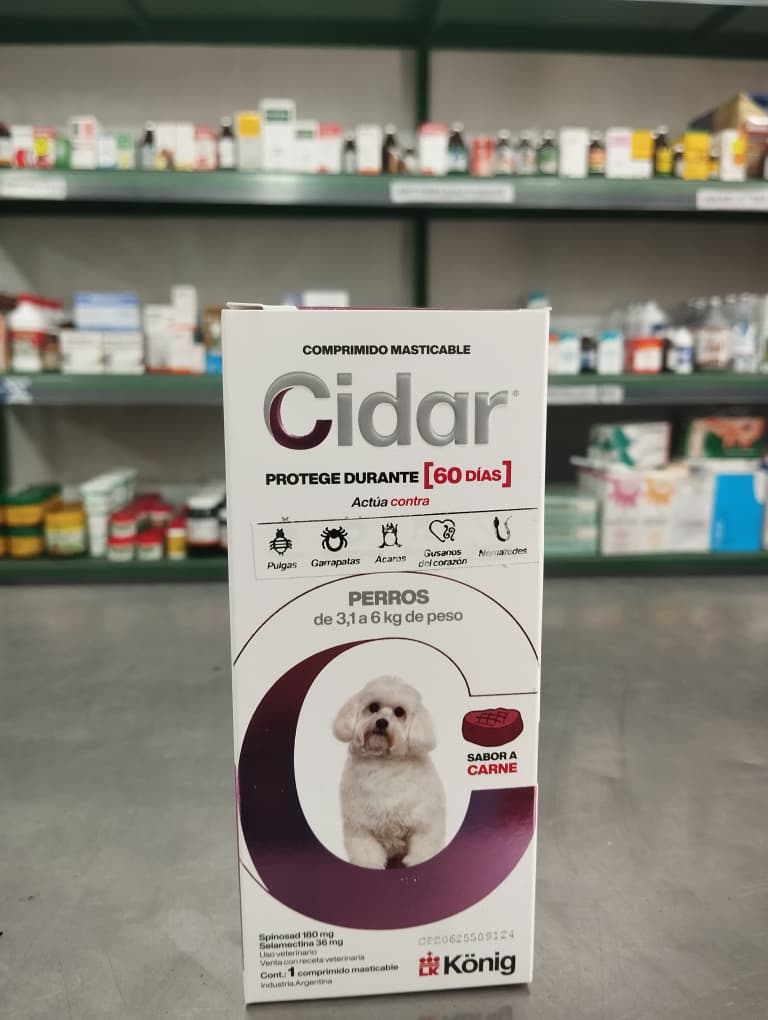 COMPRIMIDO MASTICABLE
Cidar®
PROTEGE DURANTE [60 DÍAS]
Actúa contra
Pulgas Garrapatas Ácaros Gusanos del corazón Nematodes
PERROS
de 3,1 a 6 kg de peso
SABOR A
CARNE
Spinosad 180 mg
Selamectina 36 mg
Uso veterinario
Venta con receta veterinaria
Cont.: 1 comprimido masticable
Industria Argentina
König